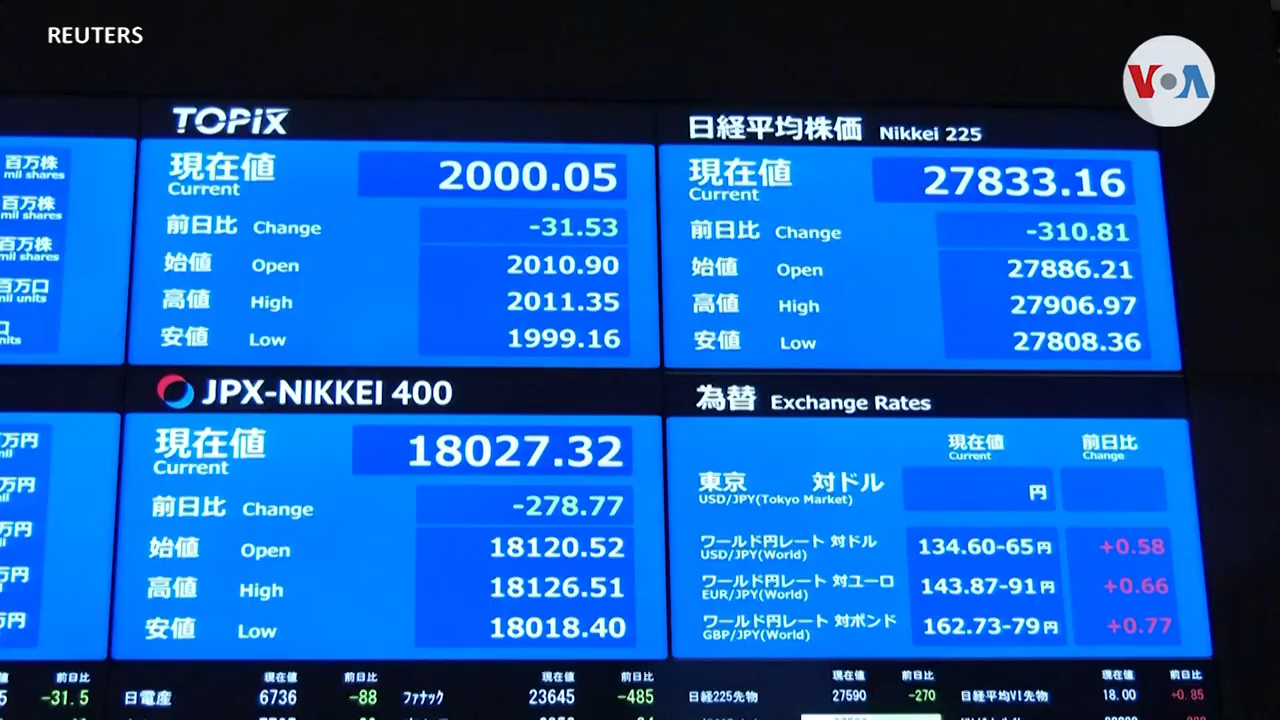 REUTERS
VOA
TOPIX
現在値
Current
2000.05
前日比 Change -31.53
始値 Open 2010.90
高値 High 2011.35
安値 Low 1999.16
日経平均株価 Nikkei 225
現在値
Current
27833.16
前日比 Change -310.81
始値 Open 27886.21
高値 High 27906.97
安値 Low 27808.36
百万株
mil shares
百万株
mil shares
百万株
mil shares
百万口
mil units
JPX-NIKKEI 400
現在値
Current
18027.32
前日比 Change -278.77
始値 Open 18120.52
高値 High 18126.51
安値 Low 18018.40
為替 Exchange Rates
現在値 前日比
Current Change
東京 対ドル 円
USD/JPY(Tokyo Market)
ワールド円レート 対ドル
USD/JPY(World)
134.60-65円 +0.58
ワールド円レート 対ユーロ
EUR/JPY(World)
143.87-91円 +0.66
ワールド円レート 対ポンド
GBP/JPY(World)
162.73-79円 +0.77
前日比 現在値 前日比 現在値 前日比 現在値 前日比 現在値 前日比
-31.5 日電産 6736 -88 ファナック 23645 -485 日経225先物 27590 -270 日経平均VI先物 18.00 +0.85